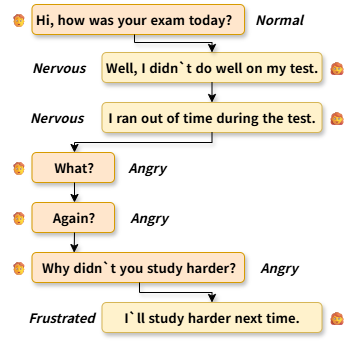 Hi, how was your exam today? Normal
Nervous Well, I didn`t do well on my test.
Nervous I ran out of time during the test.
What? Angry
Again? Angry
Why didn`t you study harder? Angry
Frustrated I`ll study harder next time.